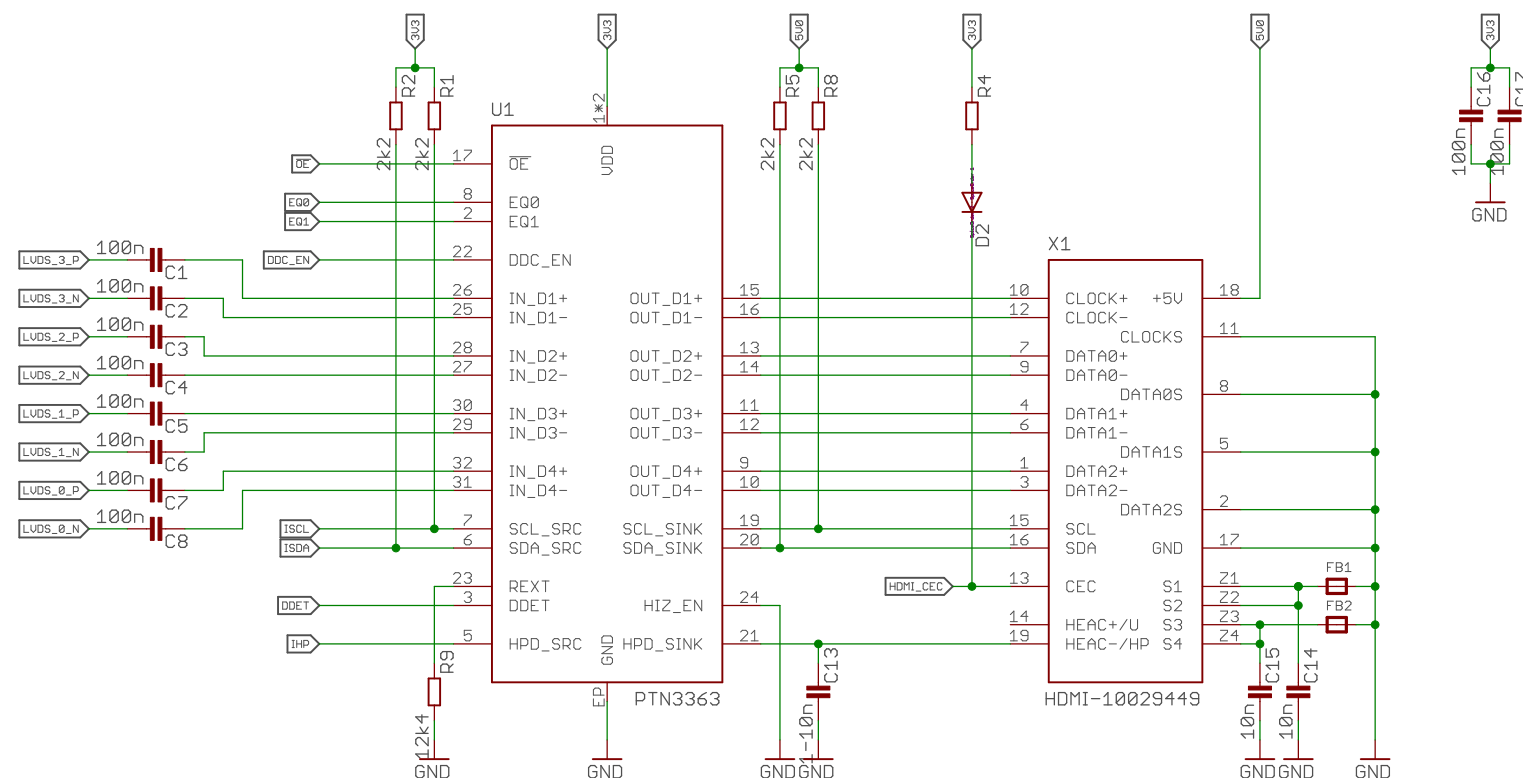 3V3
3V3
5V0
3V3
5V0
3V3
R2
R1
R5
R8
R4
C16
C17
2k2
2k2
2k2
2k2
100n
100n
GND
U1
1*2
VDD
OE
17
OE
EQ0
8
EQ0
EQ1
2
EQ1
DDC_EN
22
DDC_EN
D2
X1
LVDS_3_P
100n
C1
LVDS_3_N
100n
C2
LVDS_2_P
100n
C3
LVDS_2_N
100n
C4
LVDS_1_P
100n
C5
LVDS_1_N
100n
C6
LVDS_0_P
100n
C7
LVDS_0_N
100n
C8
26 IN_D1+ OUT_D1+ 15
25 IN_D1- OUT_D1- 16
28 IN_D2+ OUT_D2+ 13
27 IN_D2- OUT_D2- 14
30 IN_D3+ OUT_D3+ 11
29 IN_D3- OUT_D3- 12
32 IN_D4+ OUT_D4+ 9
31 IN_D4- OUT_D4- 10
ISCL
7 SCL_SRC SCL_SINK 19
ISDA
6 SDA_SRC SDA_SINK 20
23 REXT
DDET
3 DDET HIZ_EN 24
IHP
5 HPD_SRC GND HPD_SINK 21
EP
PTN3363
R9
12k4
GND
GND
GND
C13
1-10n
GND
HDMI_CEC
10 CLOCK+ +5V 18
12 CLOCK-
CLOCKS 11
7 DATA0+
9 DATA0-
DATA0S 8
4 DATA1+
6 DATA1-
DATA1S 5
1 DATA2+
3 DATA2-
DATA2S 2
15 SCL
16 SDA GND 17
13 CEC S1 Z1
S2 Z2
14 HEAC+/U S3 Z3
19 HEAC-/HP S4 Z4
HDMI-10029449
FB1
FB2
C15
C14
10n
10n
GND
GND
GND